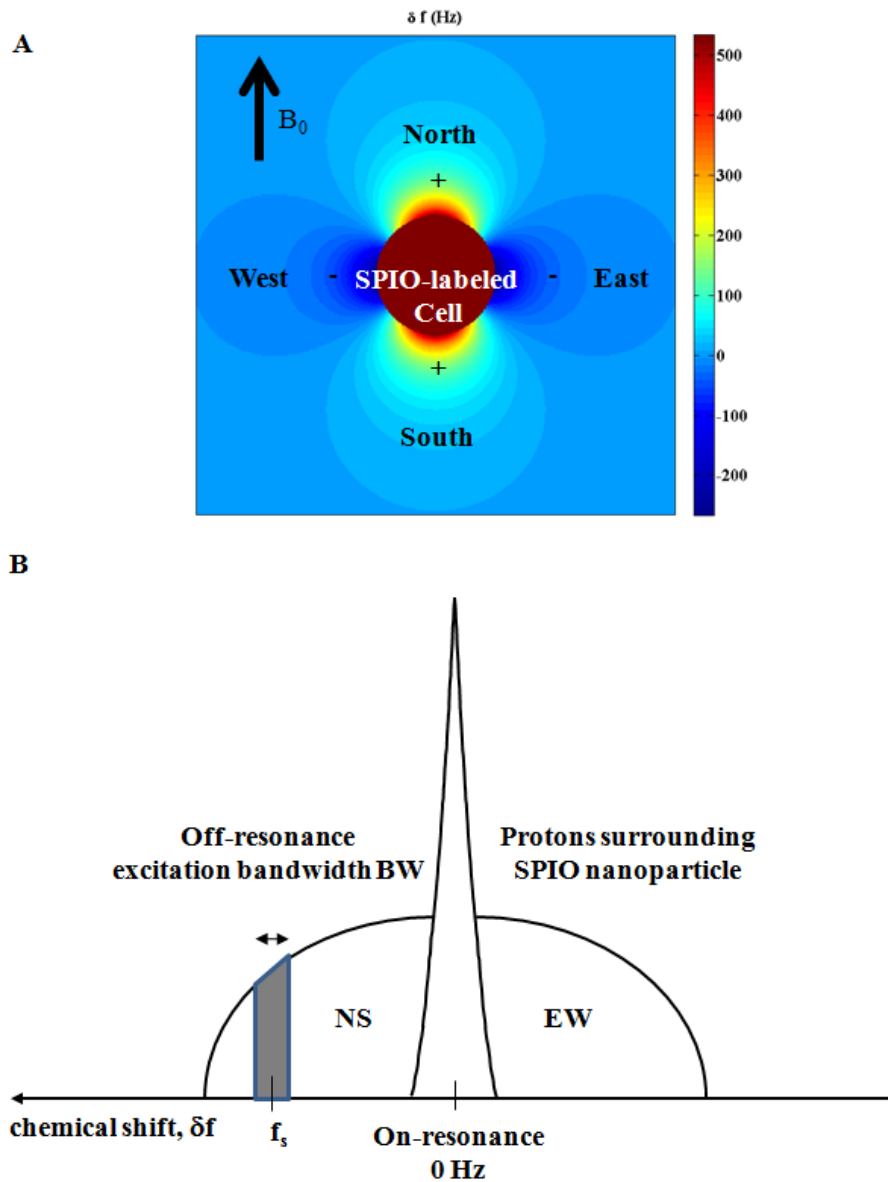 δ f (Hz)
A
B₀
North
+
West - SPIO-labeled Cell - East
+
South
500
400
300
200
100
0
-100
-200
B
Off-resonance
excitation bandwidth BW
Protons surrounding
SPIO nanoparticle
NS
EW
chemical shift, δf
fₛ
On-resonance
0 Hz